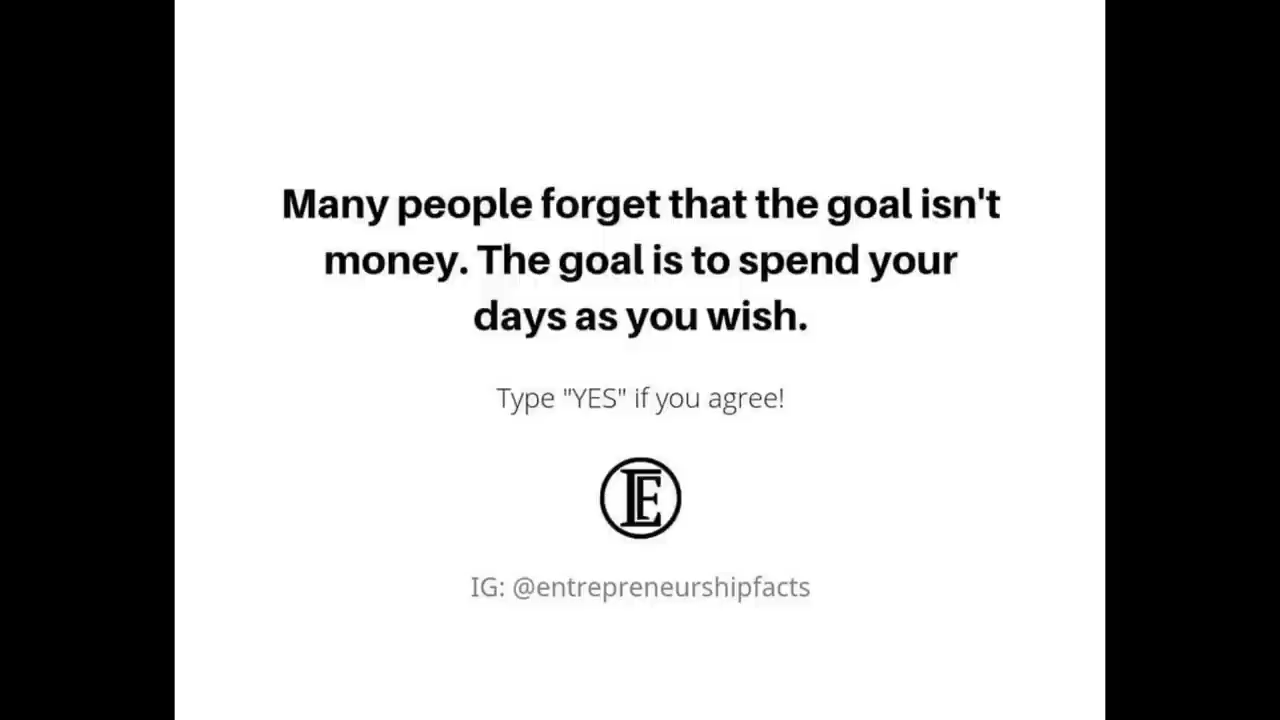 Many people forget that the goal isn't
money. The goal is to spend your
days as you wish.
Type "YES" if you agree!
EF
IG: @entrepreneurshipfacts